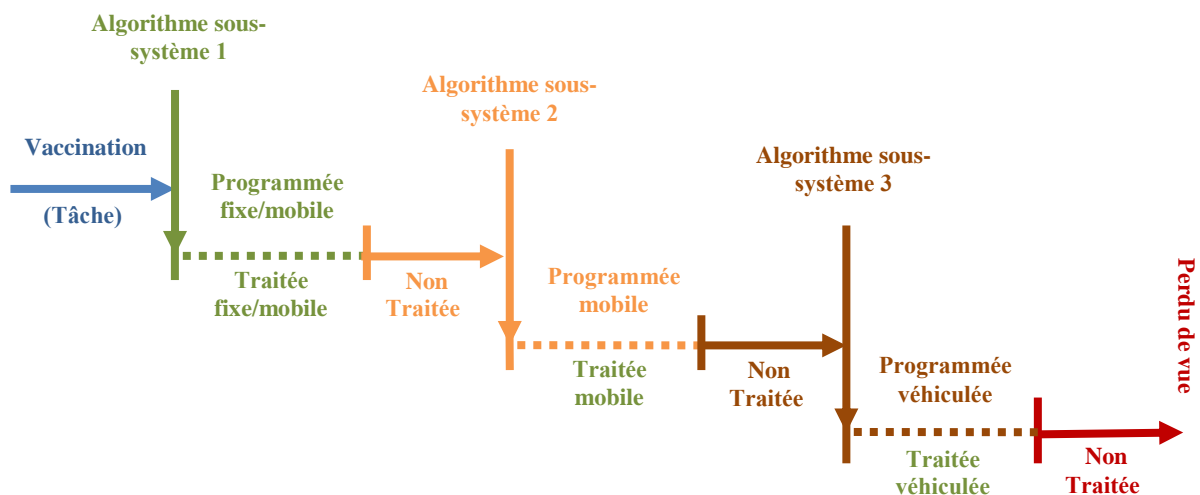 Algorithme sous-
système 1
Vaccination
(Tâche)
Programmée
fixe/mobile
Traitée
fixe/mobile
Algorithme sous-
système 2
Non
Traitée
Programmée
mobile
Traitée
mobile
Algorithme sous-
système 3
Non
Traitée
Programmée
véhiculée
Traitée
véhiculée
Perdu de vue
Non
Traitée